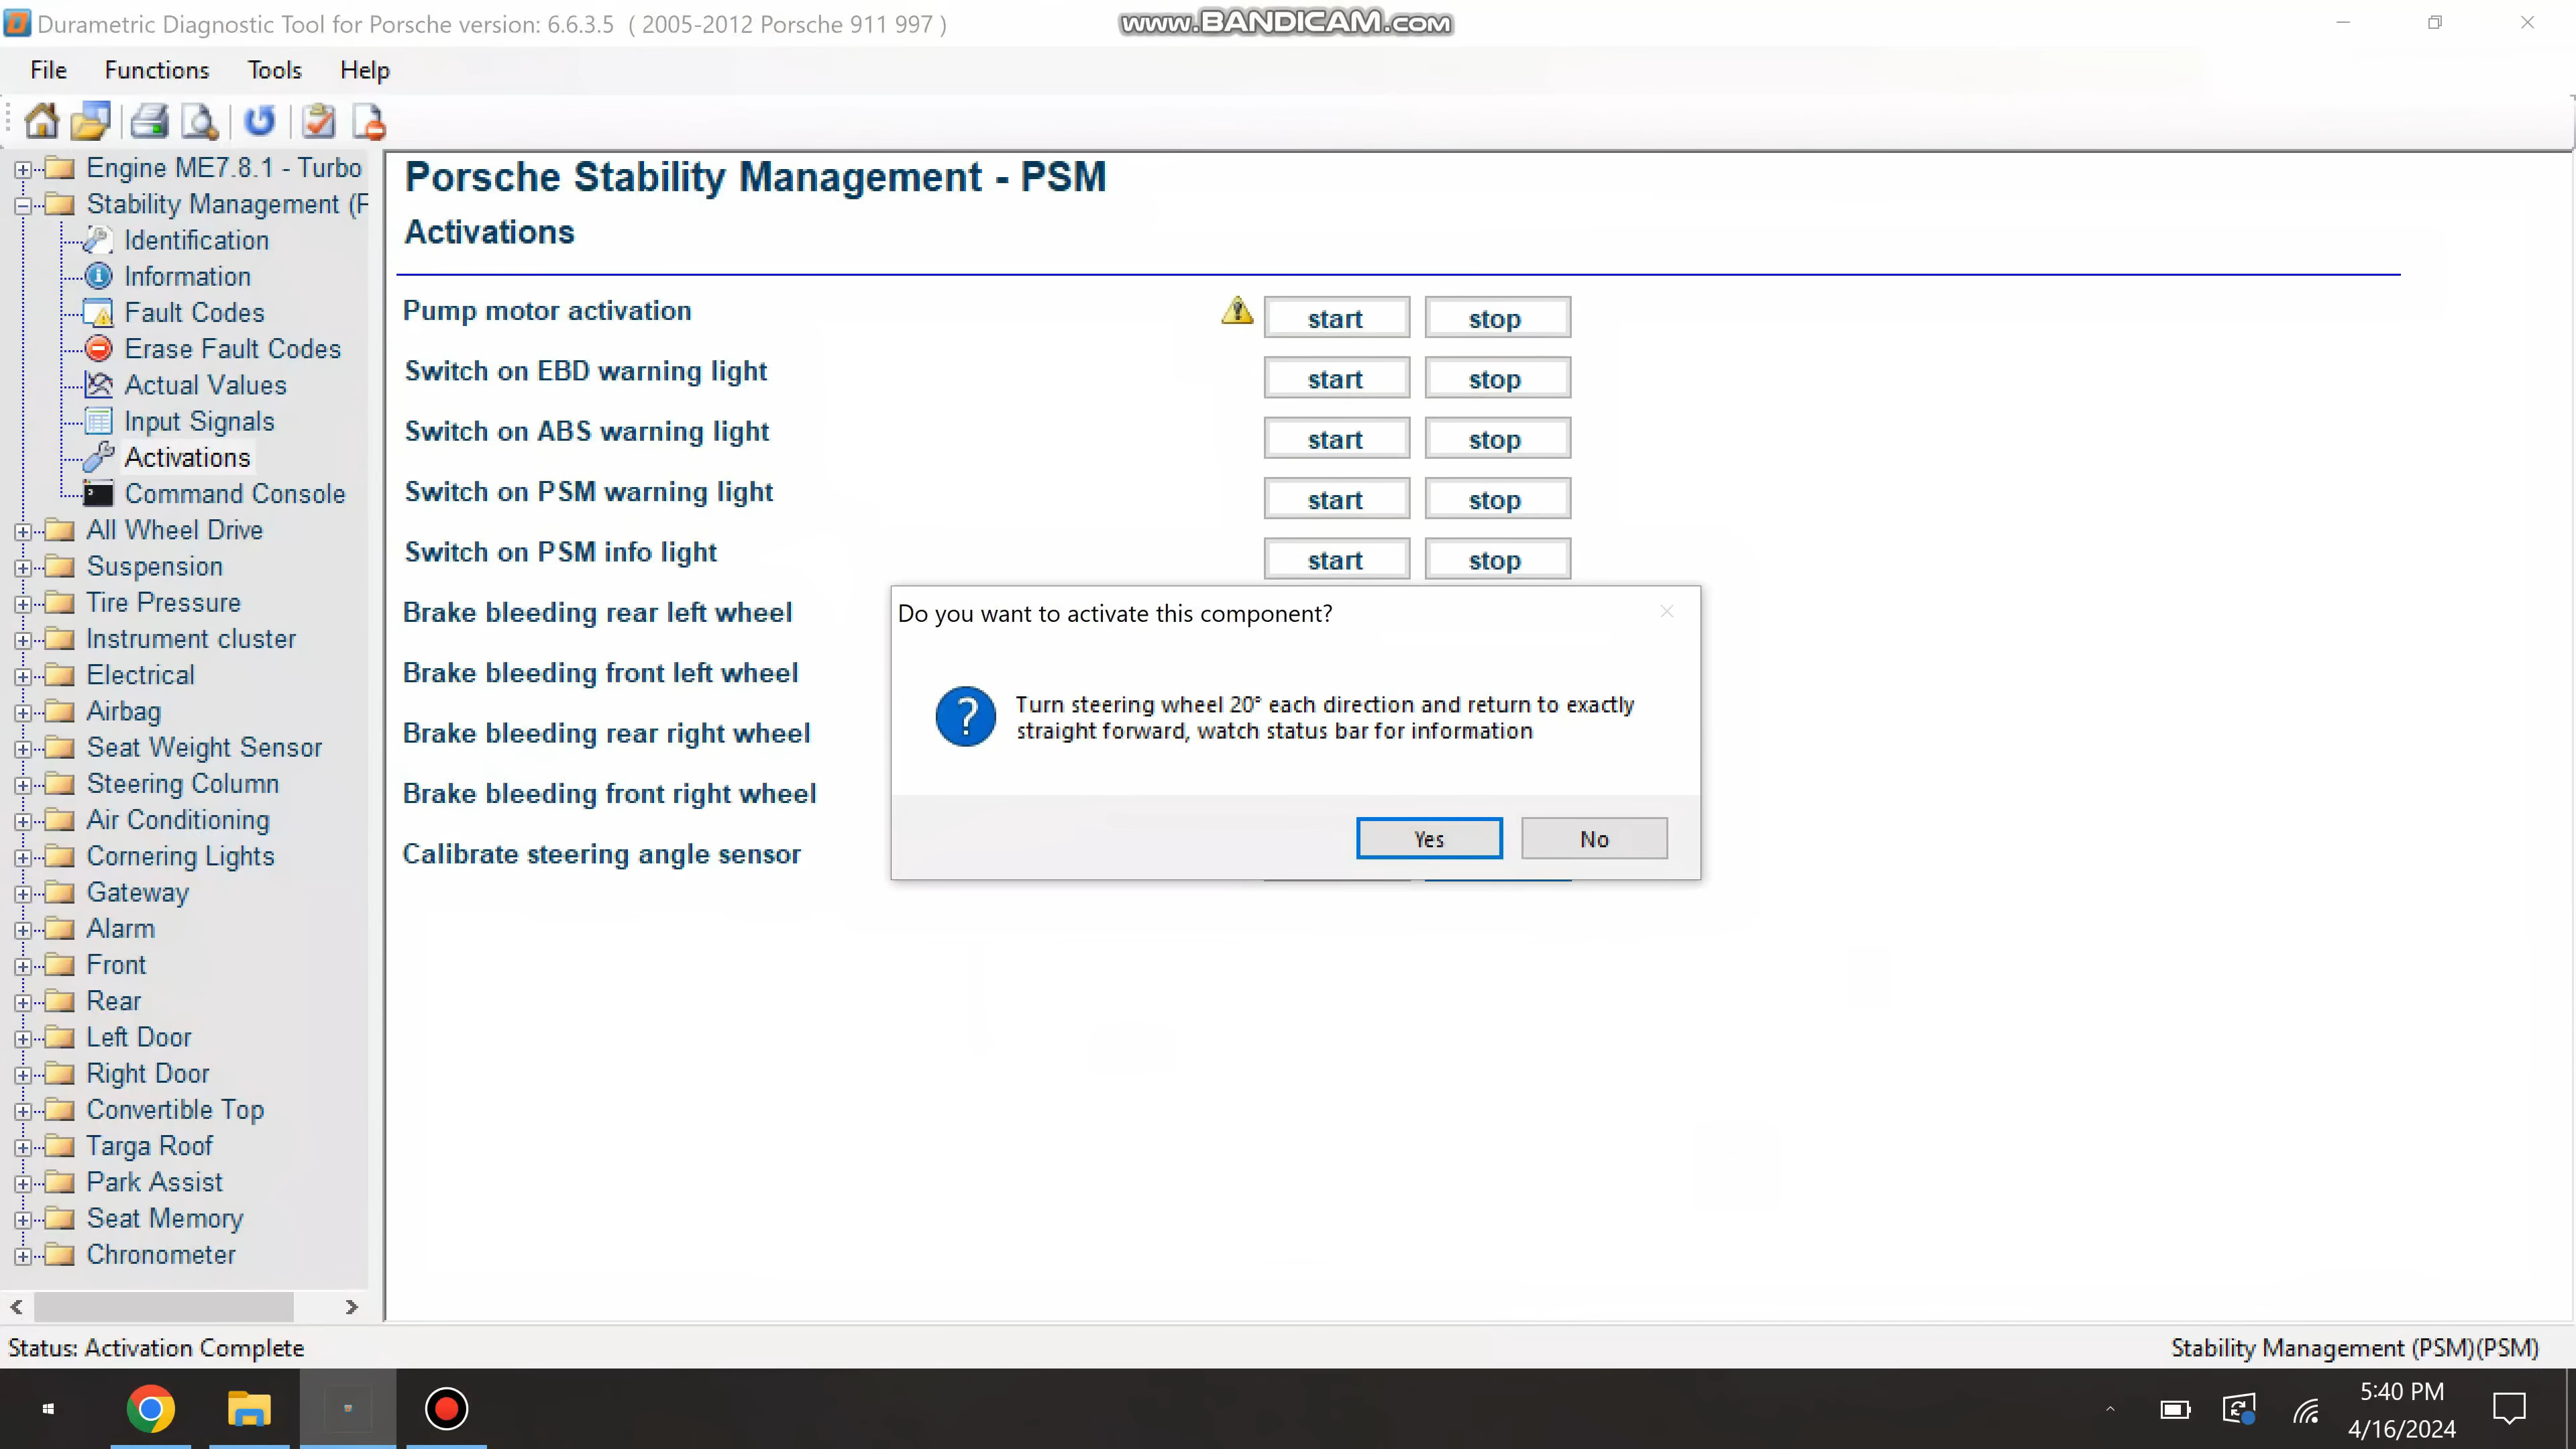 Durametric Diagnostic Tool for Porsche version: 6.6.3.5 ( 2005-2012 Porsche 911 997 )
www.BANDICAM.com
File Functions Tools Help
Engine ME7.8.1 - Turbo
Stability Management (P
Identification
Information
Fault Codes
Erase Fault Codes
Actual Values
Input Signals
Activations
Command Console
All Wheel Drive
Suspension
Tire Pressure
Instrument cluster
Electrical
Airbag
Seat Weight Sensor
Steering Column
Air Conditioning
Cornering Lights
Gateway
Alarm
Front
Rear
Left Door
Right Door
Convertible Top
Targa Roof
Park Assist
Seat Memory
Chronometer
Porsche Stability Management - PSM
Activations
Pump motor activation start stop
Switch on EBD warning light start stop
Switch on ABS warning light start stop
Switch on PSM warning light start stop
Switch on PSM info light start stop
Brake bleeding rear left wheel
Brake bleeding front left wheel
Brake bleeding rear right wheel
Brake bleeding front right wheel
Calibrate steering angle sensor
Do you want to activate this component?
Turn steering wheel 20° each direction and return to exactly
straight forward, watch status bar for information
Yes No
Status: Activation Complete
Stability Management (PSM)(PSM)
5:40 PM
4/16/2024